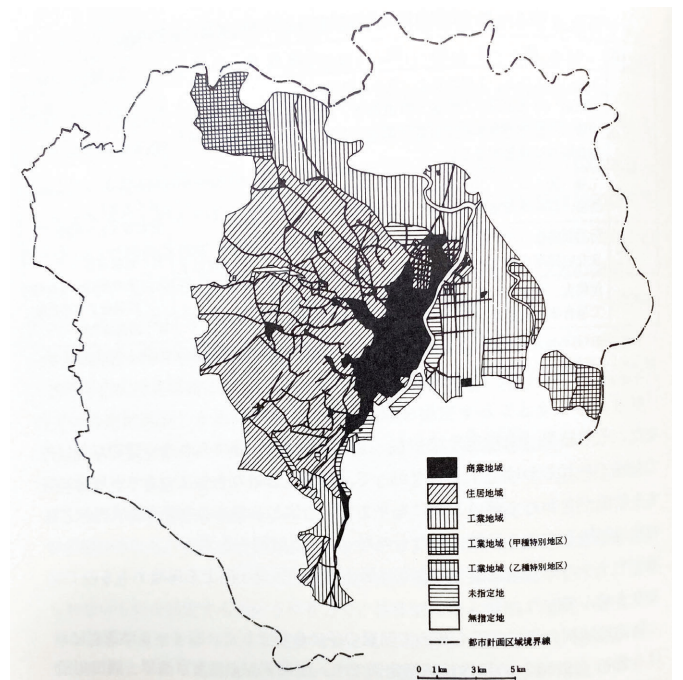 商業地域
住居地域
工業地域
工業地域（甲種特別地区）
工業地域（乙種特別地区）
未指定地
無指定地
都市計画区域境界線
0 1km 3km 5km